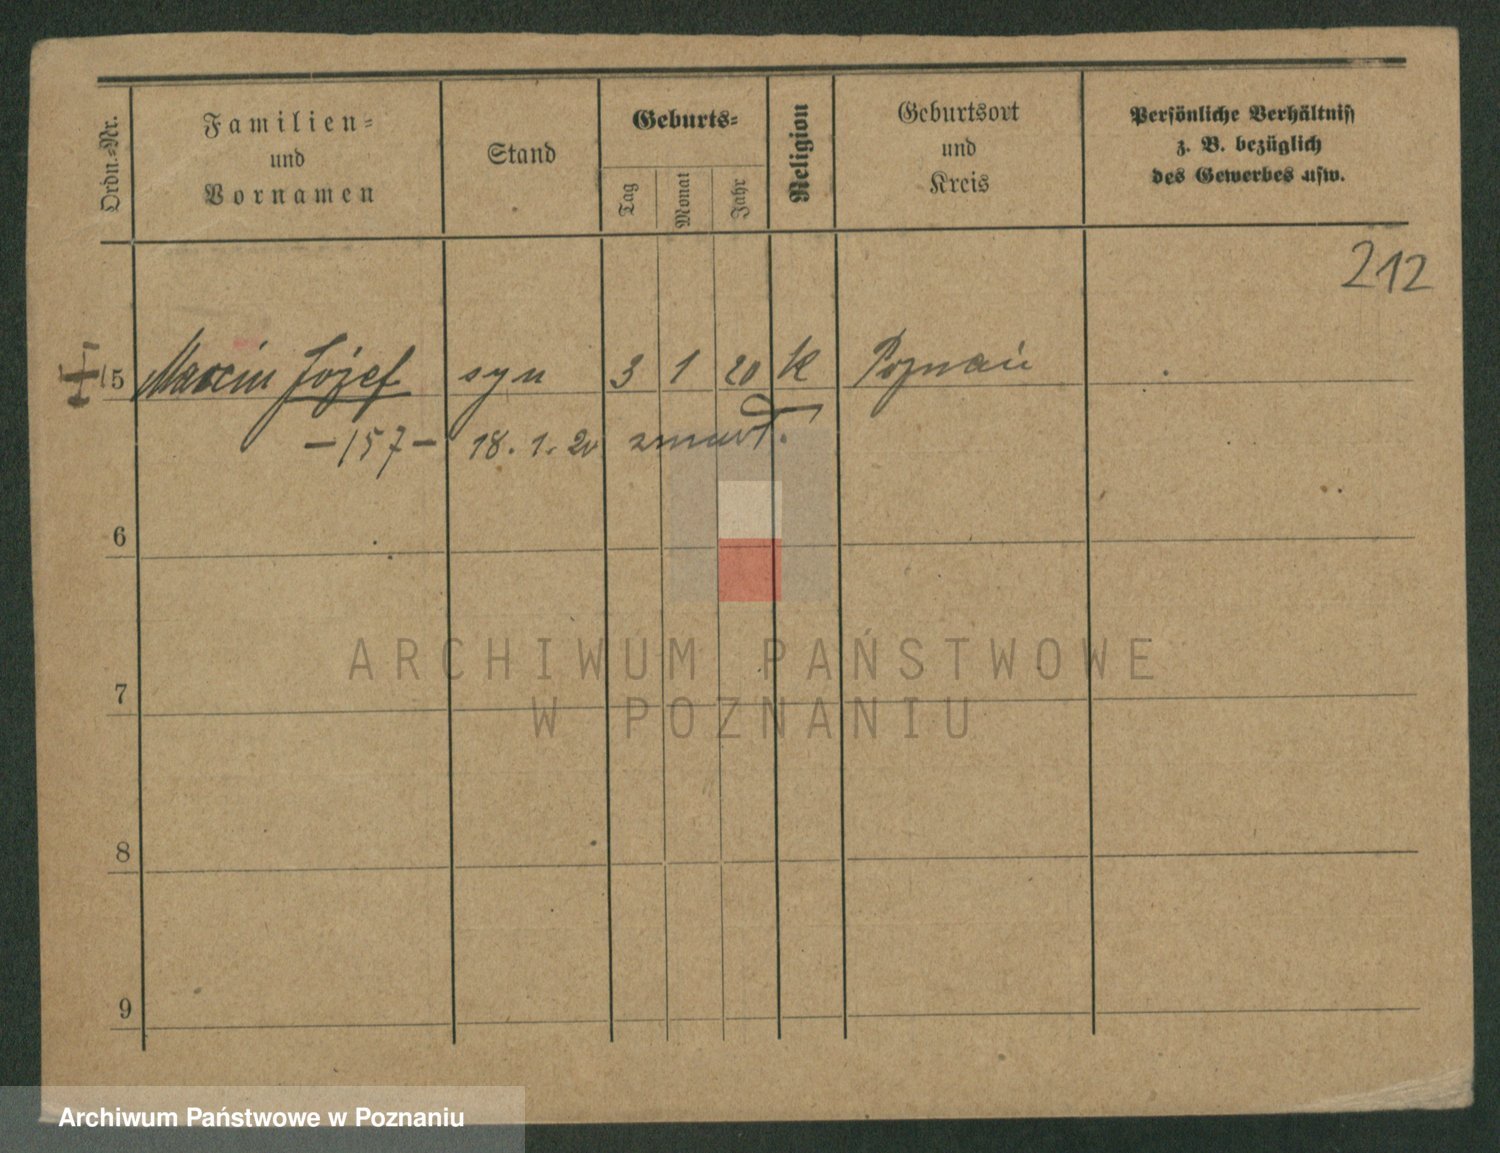 Ordn.-Nr.
Familien-
und
Vornamen
Stand
Geburts-
Tag
Monat
Jahr
Religion
Geburtsort
und
Kreis
Persönliche Verhältniss
z. B. bezüglich
des Gewerbes usw.
212
5 Marcin Józef syn 3 1 20 K Poznań
-157- 18.1.20 zmarł.
6
7
8
9
ARCHIWUM PAŃSTWOWE
W POZNANIU
Archiwum Państwowe w Poznaniu